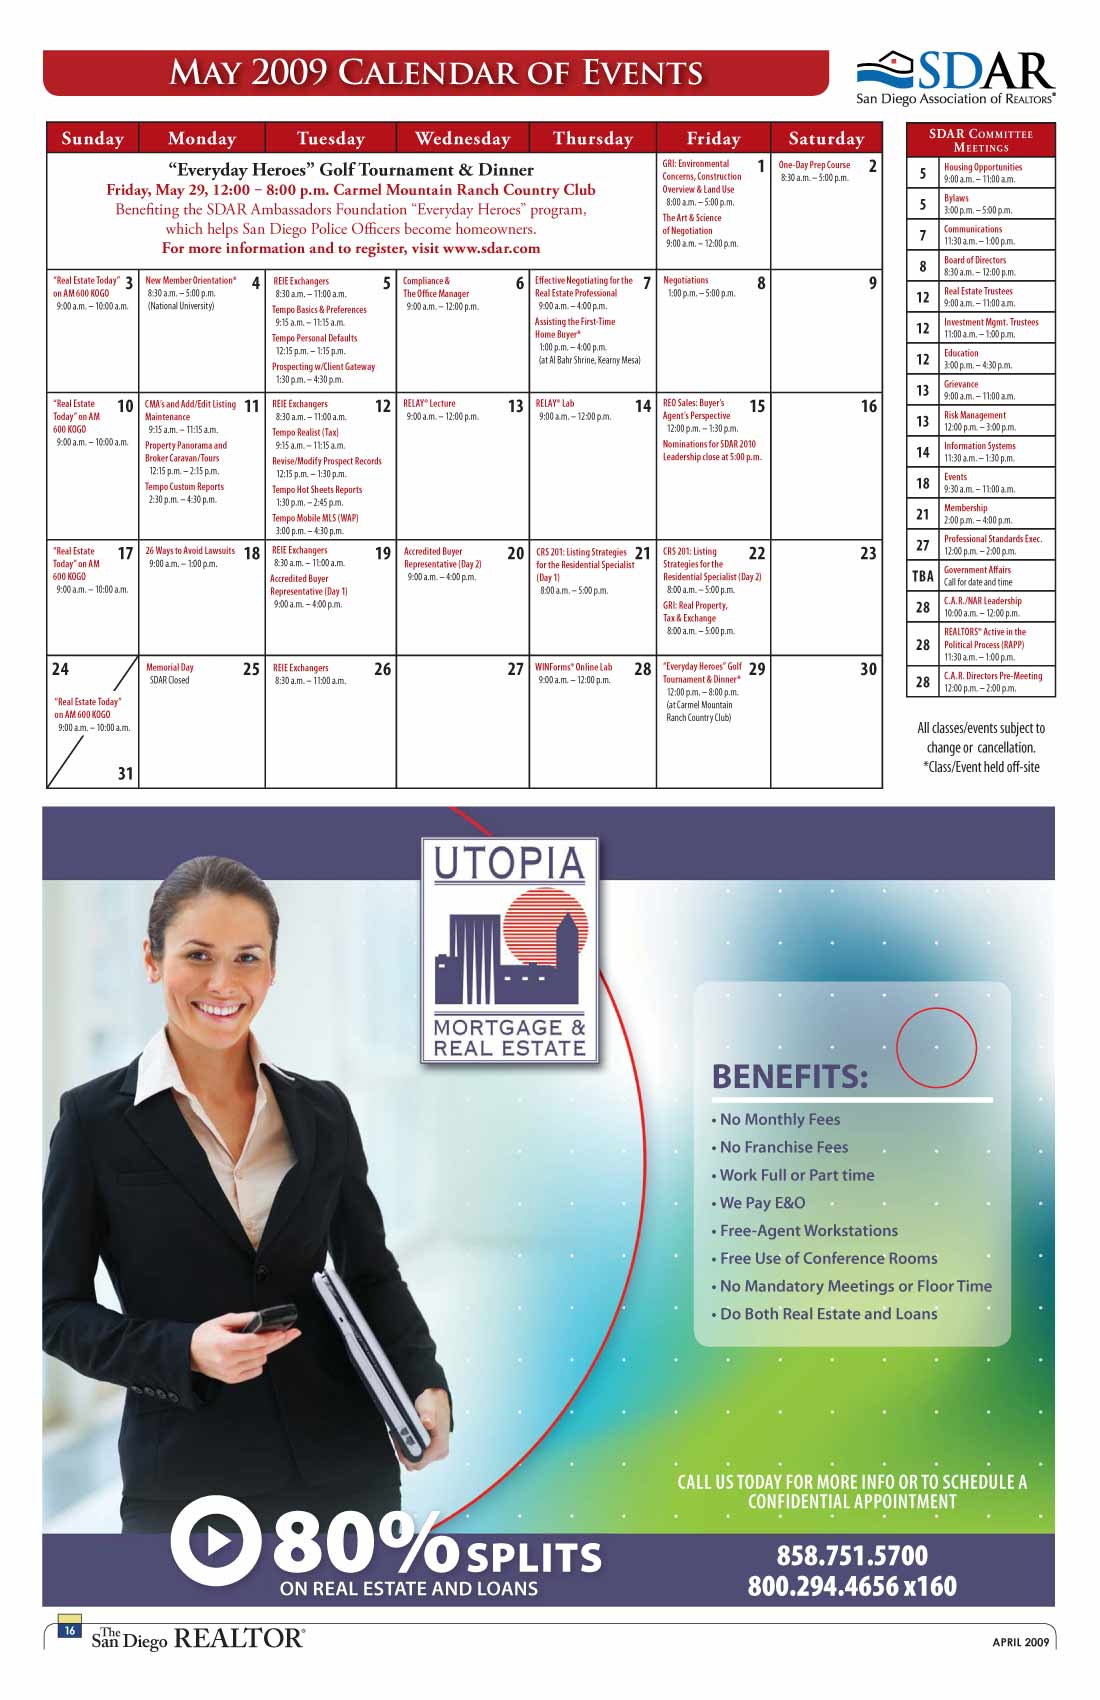 MAY 2009 CALENDAR OF EVENTS
SDAR
San Diego Association of REALTORS®
Sunday Monday Tuesday Wednesday Thursday Friday Saturday
"Everyday Heroes" Golf Tournament & Dinner
Friday, May 29, 12:00 – 8:00 p.m. Carmel Mountain Ranch Country Club
Benefiting the SDAR Ambassadors Foundation "Everyday Heroes" program,
which helps San Diego Police Officers become homeowners.
For more information and to register, visit www.sdar.com
1
GRI: Environmental
Concerns, Construction
Overview & Land Use
8:00 a.m. – 5:00 p.m.
The Art & Science
of Negotiation
9:00 a.m. – 12:00 p.m.
2
One-Day Prep Course
8:30 a.m. – 5:00 p.m.
3
"Real Estate Today"
on AM 600 KOGO
9:00 a.m. – 10:00 a.m.
4
New Member Orientation*
8:30 a.m. – 5:00 p.m.
(National University)
5
REIE Exchangers
8:30 a.m. – 11:00 a.m.
Tempo Basics & Preferences
9:15 a.m. – 11:15 a.m.
Tempo Personal Defaults
12:15 p.m. – 1:15 p.m.
Prospecting w/Client Gateway
1:30 p.m. – 4:30 p.m.
6
Compliance &
The Office Manager
9:00 a.m. – 12:00 p.m.
7
Effective Negotiating for the
Real Estate Professional
9:00 a.m. – 4:00 p.m.
Assisting the First-Time
Home Buyer*
1:00 p.m. – 4:00 p.m.
(at Al Bahr Shrine, Kearny Mesa)
8
Negotiations
1:00 p.m. – 5:00 p.m.
9
10
"Real Estate
Today" on AM
600 KOGO
9:00 a.m. – 10:00 a.m.
11
CMA's and Add/Edit Listing
Maintenance
9:15 a.m. – 11:15 a.m.
Property Panorama and
Broker Caravan/Tours
12:15 p.m. – 2:15 p.m.
Tempo Custom Reports
2:30 p.m. – 4:30 p.m.
12
REIE Exchangers
8:30 a.m. – 11:00 a.m.
Tempo Realist (Tax)
9:15 a.m. – 11:15 a.m.
Revise/Modify Prospect Records
12:15 p.m. – 1:30 p.m.
Tempo Hot Sheets Reports
1:30 p.m. – 2:45 p.m.
Tempo Mobile MLS (WAP)
3:00 p.m. – 4:30 p.m.
13
RELAY® Lecture
9:00 a.m. – 12:00 p.m.
14
RELAY® Lab
9:00 a.m. – 12:00 p.m.
15
REO Sales: Buyer's
Agent's Perspective
12:00 p.m. – 1:30 p.m.
Nominations for SDAR 2010
Leadership close at 5:00 p.m.
16
17
"Real Estate
Today" on AM
600 KOGO
9:00 a.m. – 10:00 a.m.
18
26 Ways to Avoid Lawsuits
9:00 a.m. – 1:00 p.m.
19
REIE Exchangers
8:30 a.m. – 11:00 a.m.
Accredited Buyer
Representative (Day 1)
9:00 a.m. – 4:00 p.m.
20
Accredited Buyer
Representative (Day 2)
9:00 a.m. – 4:00 p.m.
21
CRS 201: Listing Strategies
for the Residential Specialist
(Day 1)
8:00 a.m. – 5:00 p.m.
22
CRS 201: Listing
Strategies for the
Residential Specialist (Day 2)
8:00 a.m. – 5:00 p.m.
GRI: Real Property,
Tax & Exchange
8:00 a.m. – 5:00 p.m.
23
24
"Real Estate Today"
on AM 600 KOGO
9:00 a.m. – 10:00 a.m.
31
25
Memorial Day
SDAR Closed
26
REIE Exchangers
8:30 a.m. – 11:00 a.m.
27
28
WINForms® Online Lab
9:00 a.m. – 12:00 p.m.
29
"Everyday Heroes" Golf
Tournament & Dinner*
12:00 p.m. – 8:00 p.m.
(at Carmel Mountain
Ranch Country Club)
30
SDAR COMMITTEE
MEETINGS
5 Housing Opportunities
9:00 a.m. – 11:00 a.m.
5 Bylaws
3:00 p.m. – 5:00 p.m.
7 Communications
11:30 a.m. – 1:00 p.m.
8 Board of Directors
8:30 a.m. – 12:00 p.m.
12 Real Estate Trustees
9:00 a.m. – 11:00 a.m.
12 Investment Mgmt. Trustees
11:00 a.m. – 1:00 p.m.
12 Education
3:00 p.m. – 4:30 p.m.
13 Grievance
9:00 a.m. – 11:00 a.m.
13 Risk Management
12:00 p.m. – 3:00 p.m.
14 Information Systems
11:30 a.m. – 1:30 p.m.
18 Events
9:30 a.m. – 11:00 a.m.
21 Membership
2:00 p.m. – 4:00 p.m.
27 Professional Standards Exec.
12:00 p.m. – 2:00 p.m.
TBA Government Affairs
Call for date and time
28 C.A.R./NAR Leadership
10:00 a.m. – 12:00 p.m.
28 REALTORS® Active in the
Political Process (RAPP)
11:30 a.m. – 1:00 p.m.
28 C.A.R. Directors Pre-Meeting
12:00 p.m. – 2:00 p.m.
All classes/events subject to
change or cancellation.
*Class/Event held off-site
UTOPIA
MORTGAGE &
REAL ESTATE
BENEFITS:
• No Monthly Fees
• No Franchise Fees
• Work Full or Part time
• We Pay E&O
• Free-Agent Workstations
• Free Use of Conference Rooms
• No Mandatory Meetings or Floor Time
• Do Both Real Estate and Loans
CALL US TODAY FOR MORE INFO OR TO SCHEDULE A
CONFIDENTIAL APPOINTMENT
80% SPLITS
ON REAL ESTATE AND LOANS
858.751.5700
800.294.4656 x160
16 The San Diego REALTOR®
APRIL 2009